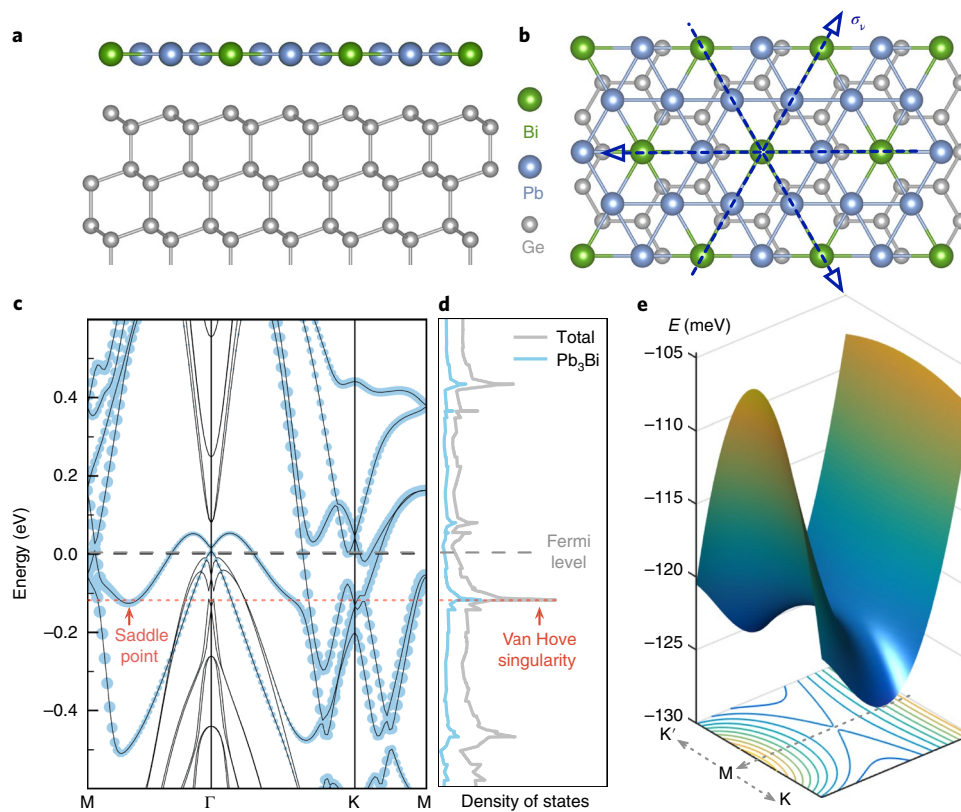 a
b
σᵥ
Bi
Pb
Ge
c
d
e
Energy (eV)
0.4
0.2
0.0
–0.2
–0.4
M
Γ
K
M
Saddle
point
Total
Pb₃Bi
Fermi
level
Van Hove
singularity
Density of states
E (meV)
–105
–110
–115
–120
–125
–130
K′
M
K